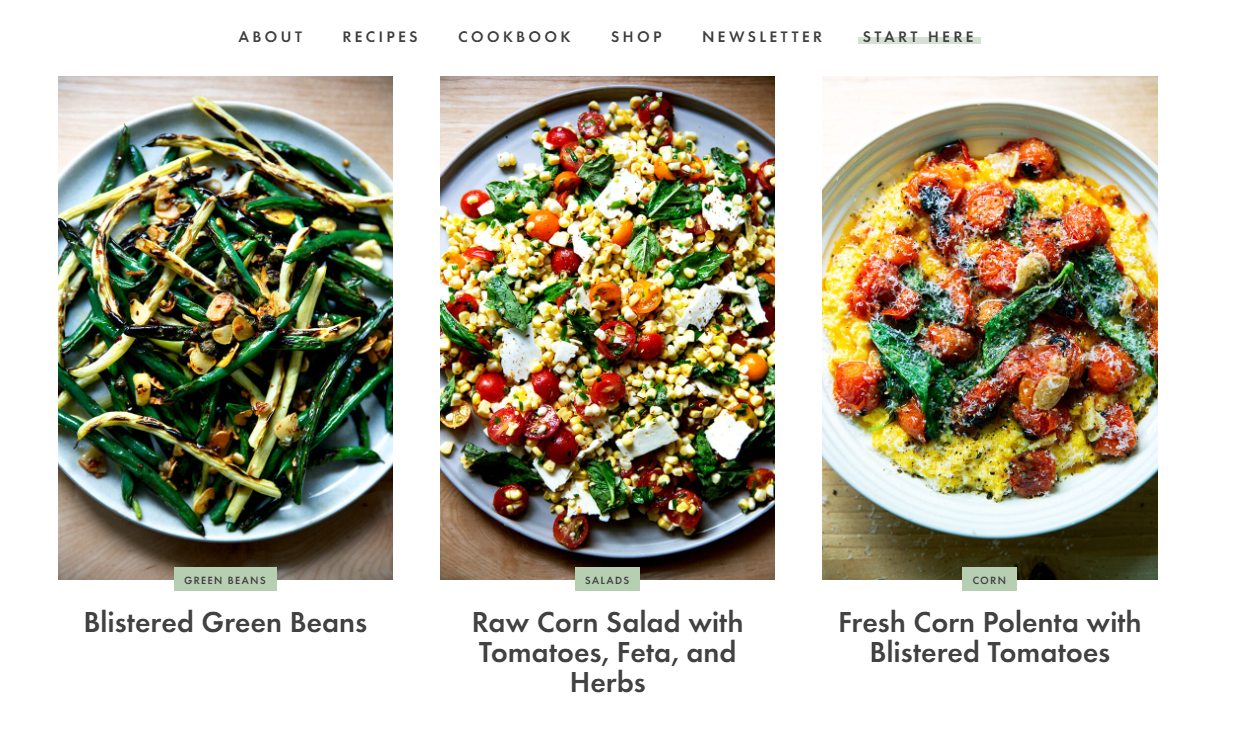 ABOUT RECIPES COOKBOOK SHOP NEWSLETTER START HERE
GREEN BEANS
Blistered Green Beans
SALADS
Raw Corn Salad with
Tomatoes, Feta, and
Herbs
CORN
Fresh Corn Polenta with
Blistered Tomatoes